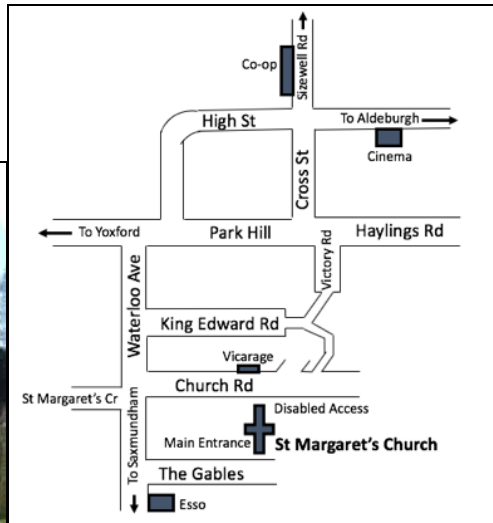 Sizewell Rd
Co-op
High St
To Aldeburgh
Cinema
Cross St
To Yoxford
Park Hill
Haylings Rd
Victory Rd
Waterloo Ave
King Edward Rd
Vicarage
Church Rd
St Margaret's Cr
Disabled Access
Main Entrance
St Margaret's Church
To Saxmundham
The Gables
Esso